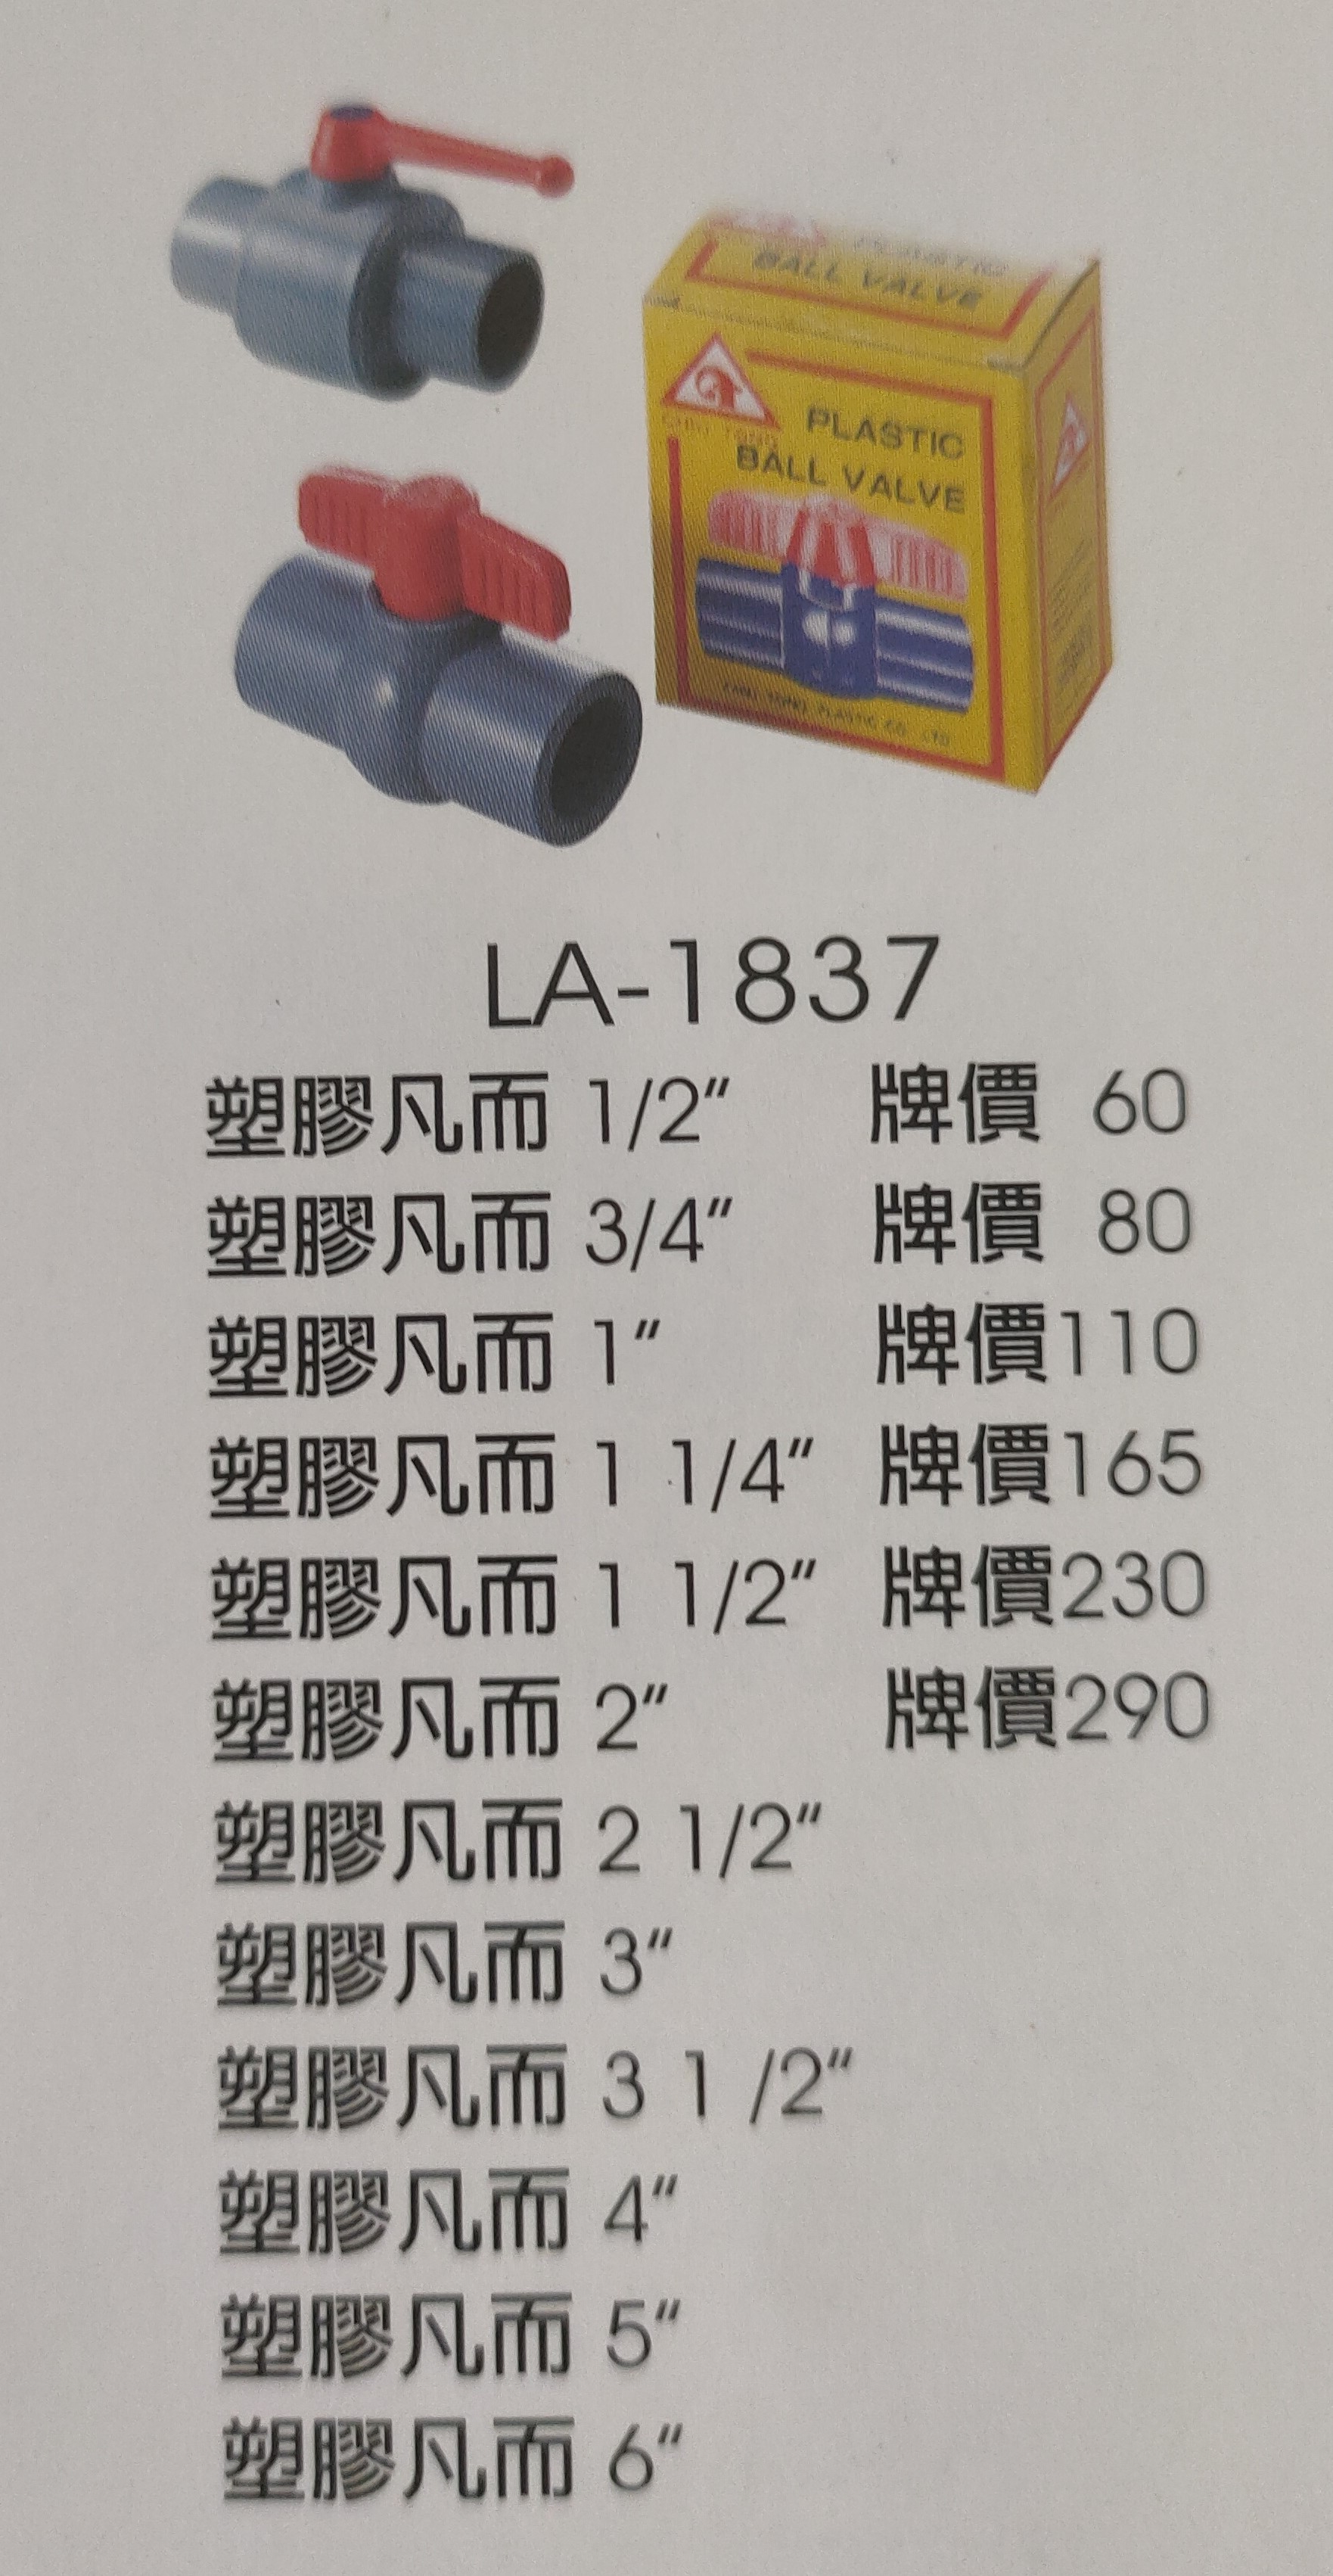 PLASTIC
BALL VALVE
PLASTIC
BALL VALVE
LA-1837
塑膠凡而 1/2" 牌價 60
塑膠凡而 3/4" 牌價 80
塑膠凡而 1" 牌價110
塑膠凡而 1 1/4" 牌價165
塑膠凡而 1 1/2" 牌價230
塑膠凡而 2" 牌價290
塑膠凡而 2 1/2"
塑膠凡而 3"
塑膠凡而 3 1 /2"
塑膠凡而 4"
塑膠凡而 5"
塑膠凡而 6"